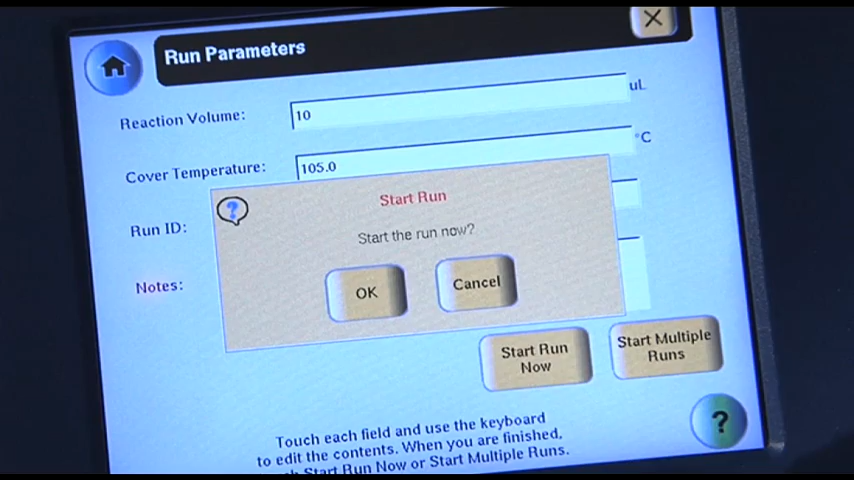 Run Parameters
Reaction Volume:
10
uL
Cover Temperature:
105.0
°C
Run ID:
Notes:
Start Run
Start the run now?
OK
Cancel
Start Run
Now
Start Multiple
Runs
Touch each field and use the keyboard
to edit the contents. When you are finished,
Start Run Now or Start Multiple Runs.
?